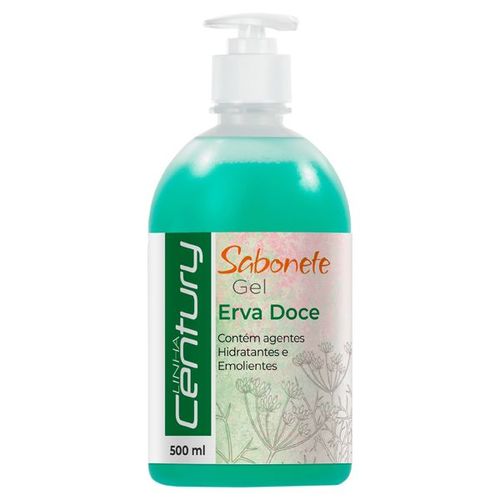 LINHA
Century
Sabonete
Gel
Erva Doce
Contém agentes
Hidratantes e
Emolientes
500 ml